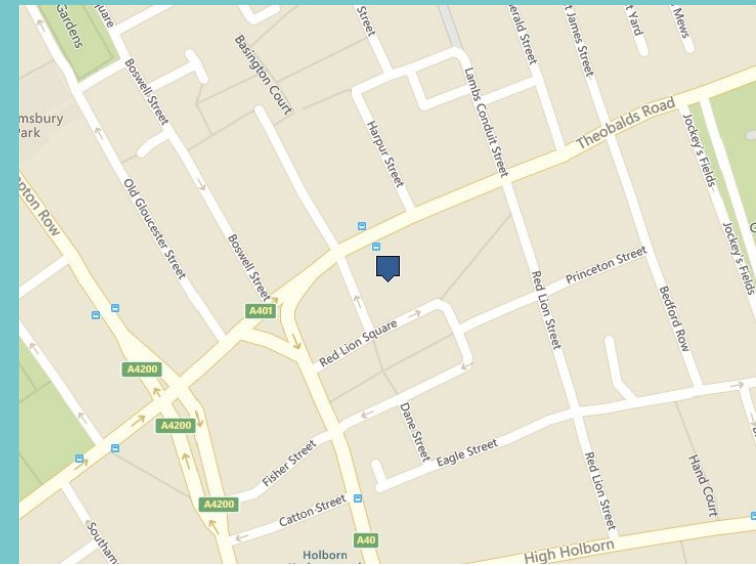 Gardens
Boswell Street
Basington Court
Street
Lambs Conduit Street
James Street
Yard
Mews
Theobalds Road
Jockey's Fields
Harpur Street
Old Gloucester Street
Boswell Street
Jockey's Fields
Princeton Street
Red Lion Street
Bedford Row
A401
Red Lion Square
A4200
A4200
A4200
Dane Street
Eagle Street
Fisher Street
Catton Street
Red Lion Street
Hand Court
Holborn
A40
High Holborn